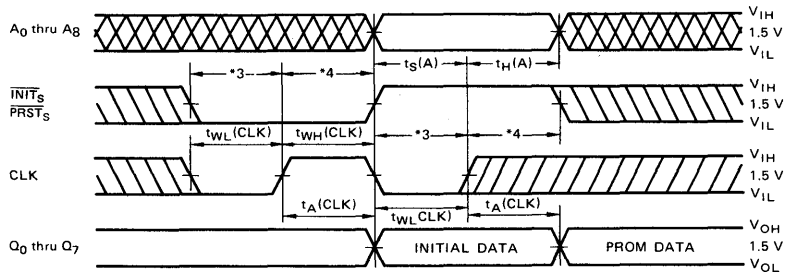 A0 thru A8
VIH
1.5 V
VIL
*3
*4
tS(A)
tH(A)
INITS
PRSTS
VIH
1.5 V
VIL
tWL(CLK)
tWH(CLK)
*3
*4
CLK
VIH
1.5 V
VIL
tA(CLK)
tWLCLK)
tA(CLK)
Q0 thru Q7
INITIAL DATA
PROM DATA
VOH
1.5 V
VOL